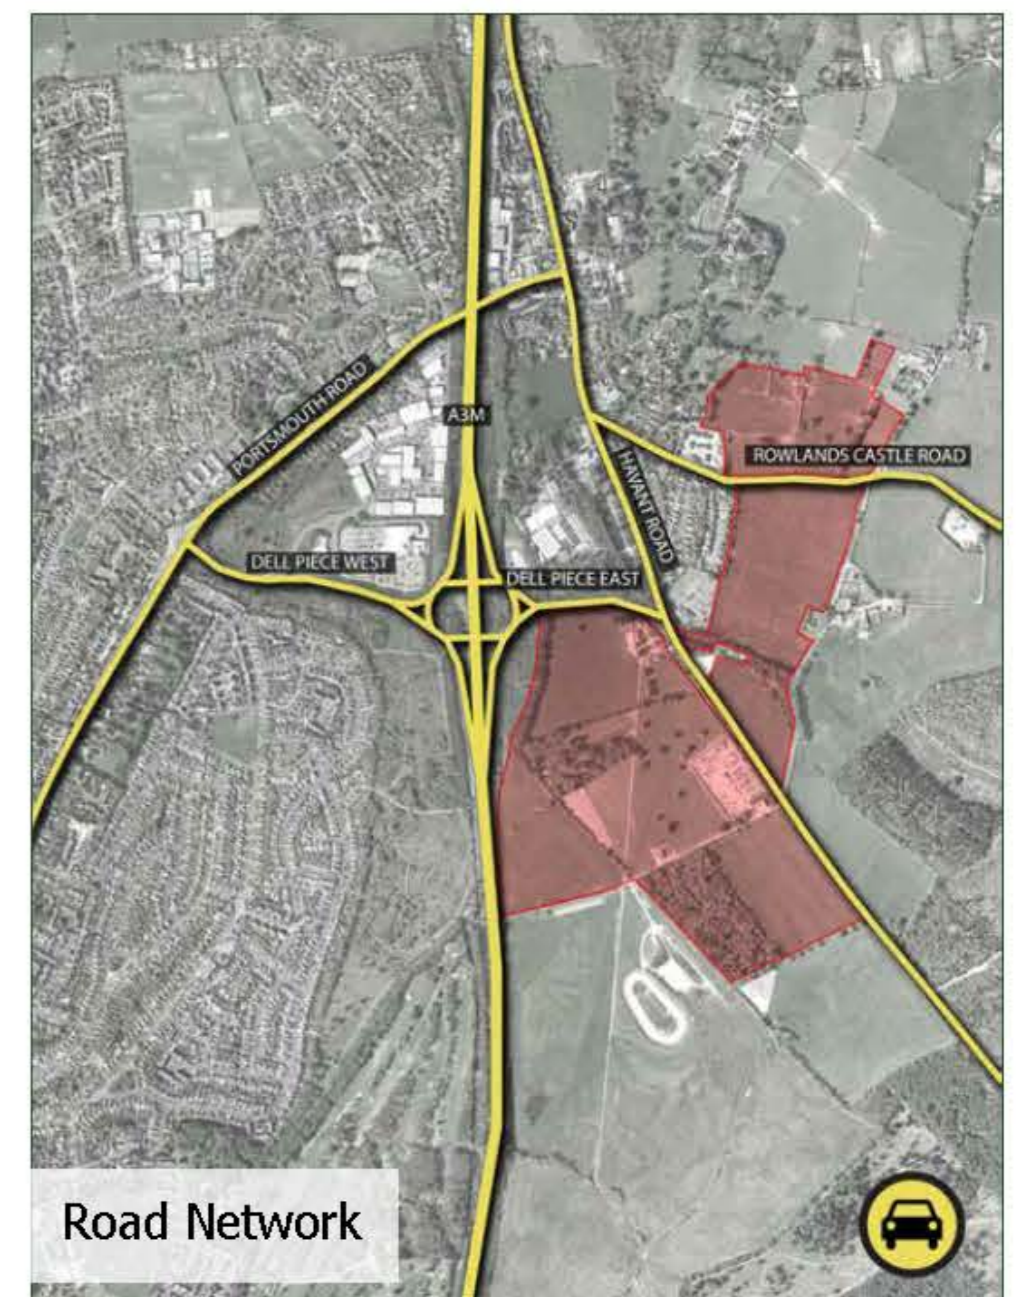 PORTSMOUTH ROAD
A3M
ROWLANDS CASTLE ROAD
HAVANT ROAD
DELL PIECE WEST
DELL PIECE EAST
Road Network